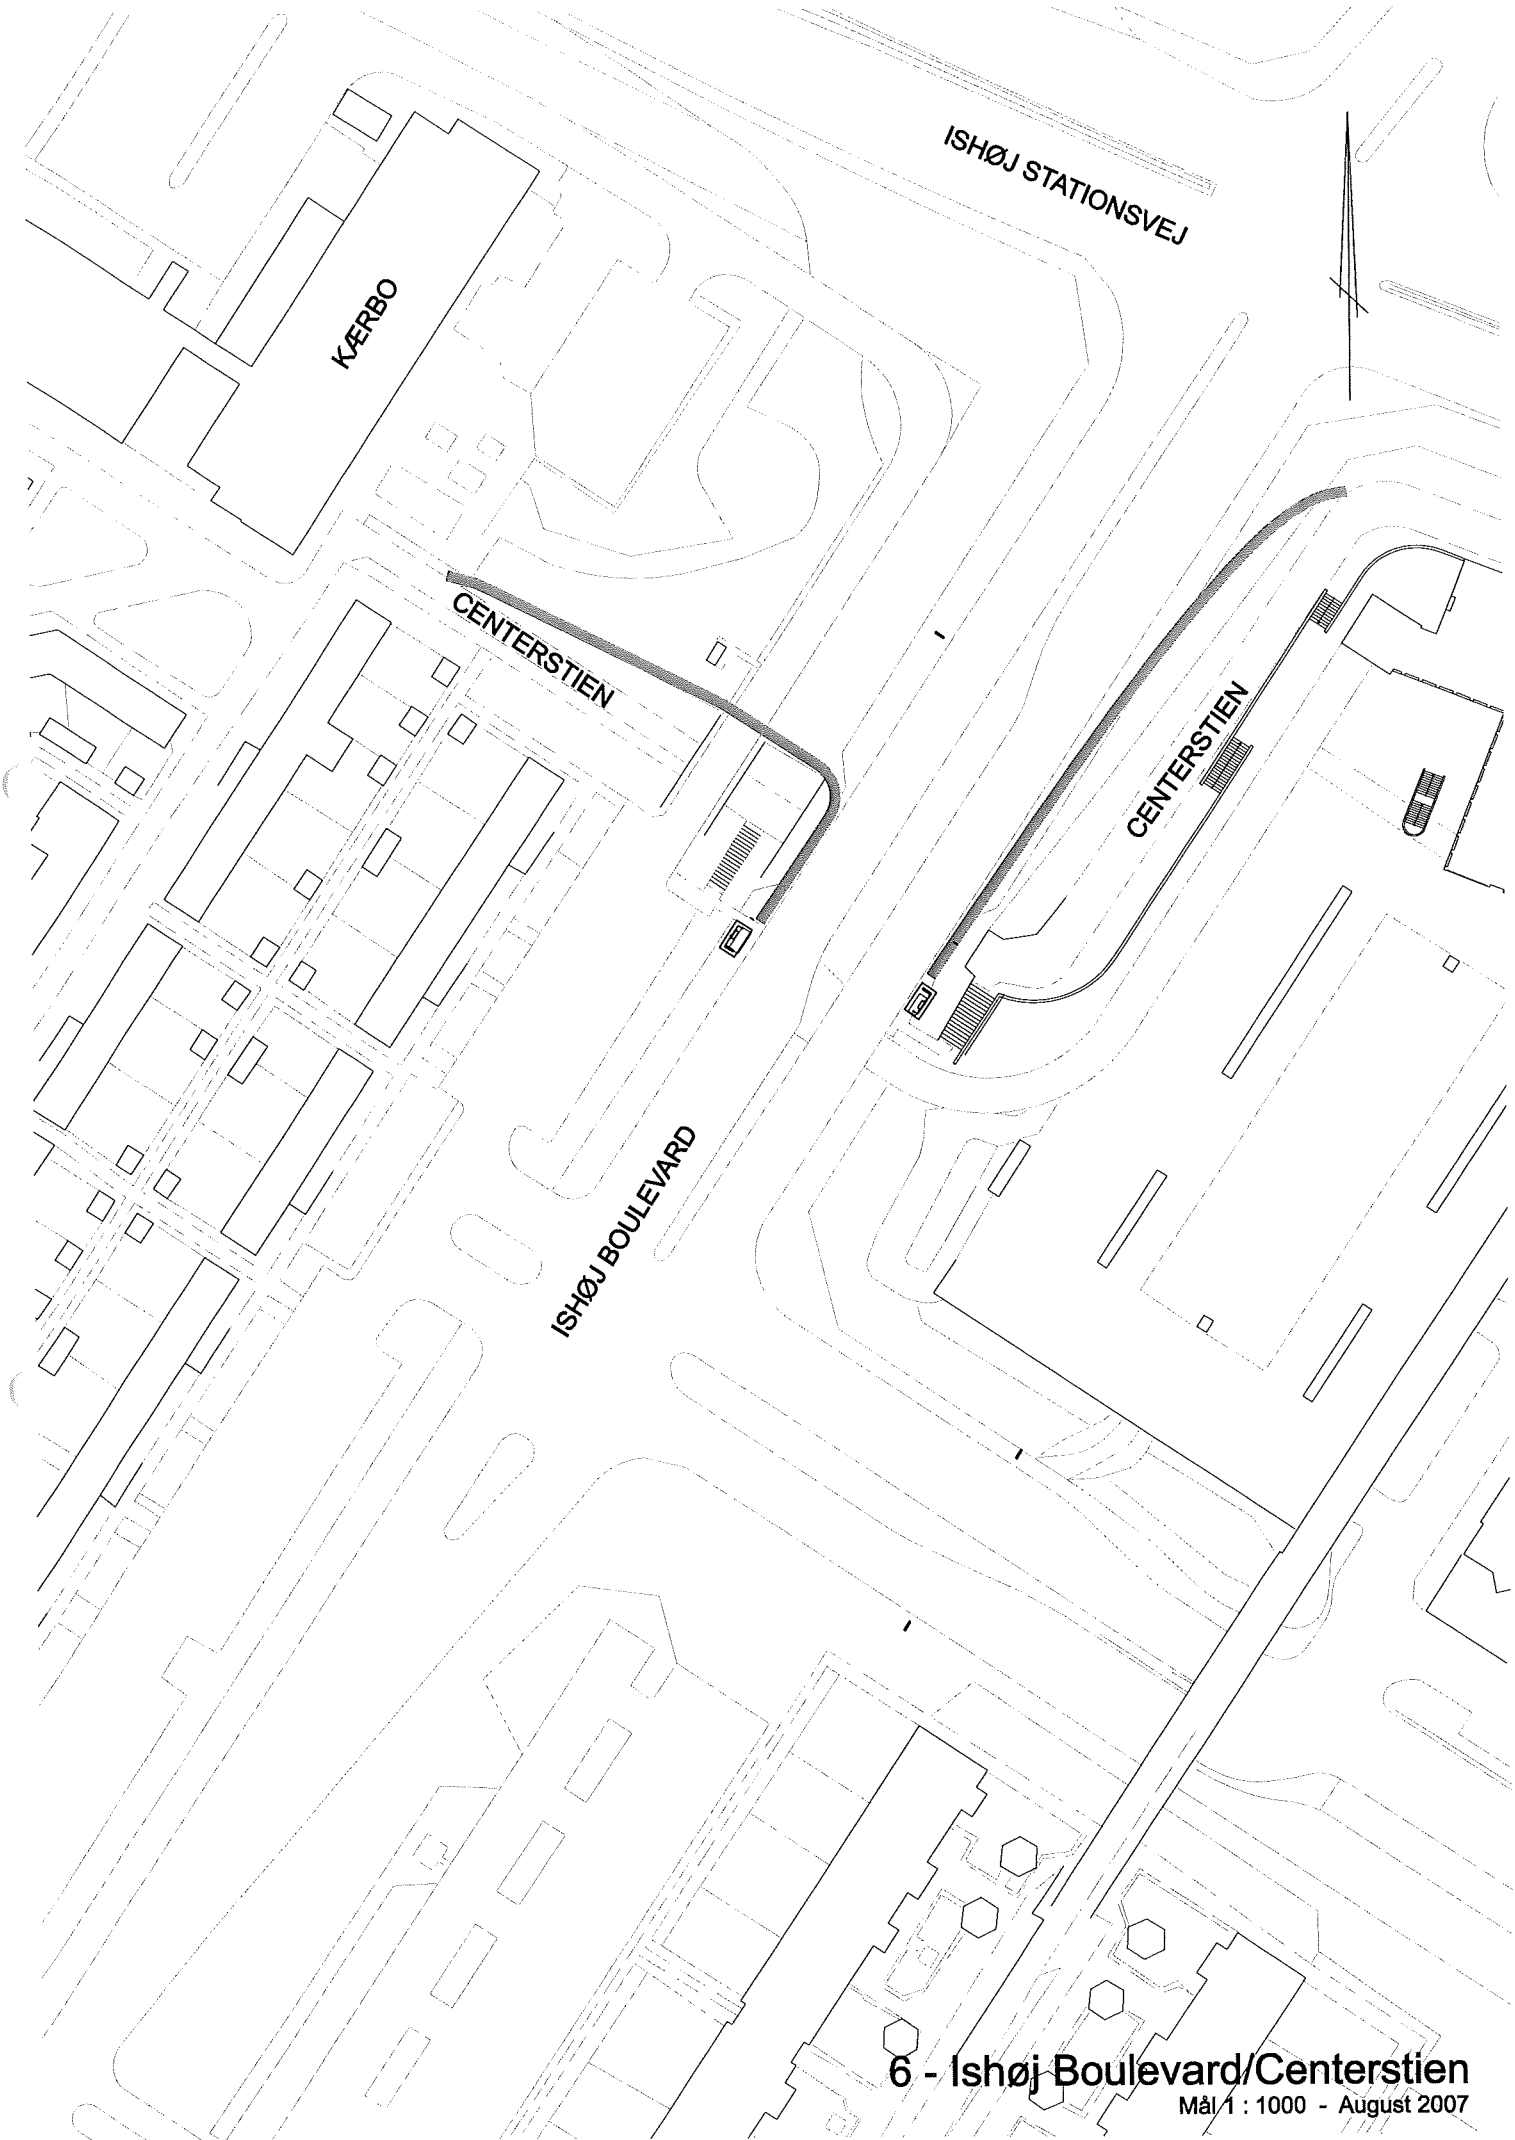 ISHØJ STATIONSVEJ
KÆRBO
CENTERSTIEN
CENTERSTIEN
ISHØJ BOULEVARD
6 - Ishøj Boulevard/Centerstien
Mål 1 : 1000 - August 2007